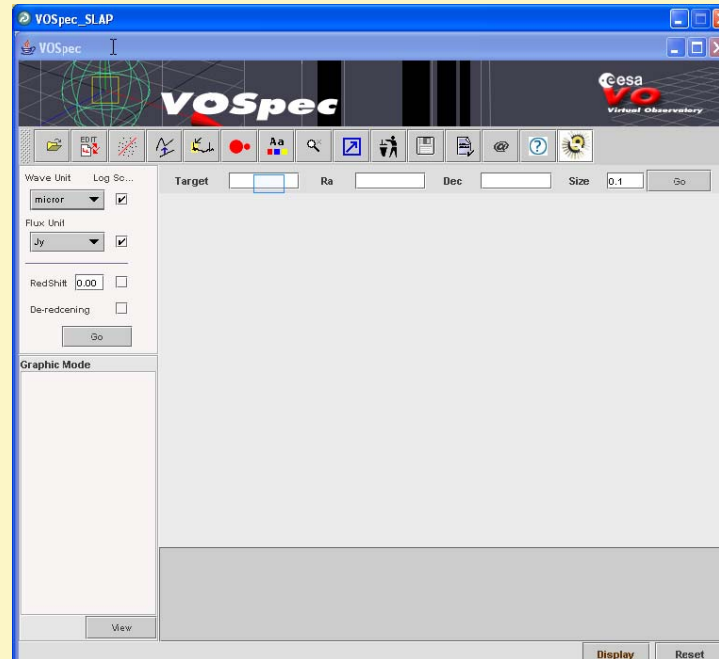 VOSpec_SLAP
VOSpec
VOSpec
esa
VO
Virtual Observatory
EDIT
Aa
@
?
Wave Unit Log Sc...
micror
Flux Unit
Jy
RedShift 0.00
De-redcening
Go
Target Ra Dec Size 0.1 Go
Graphic Mode
View
Display Reset